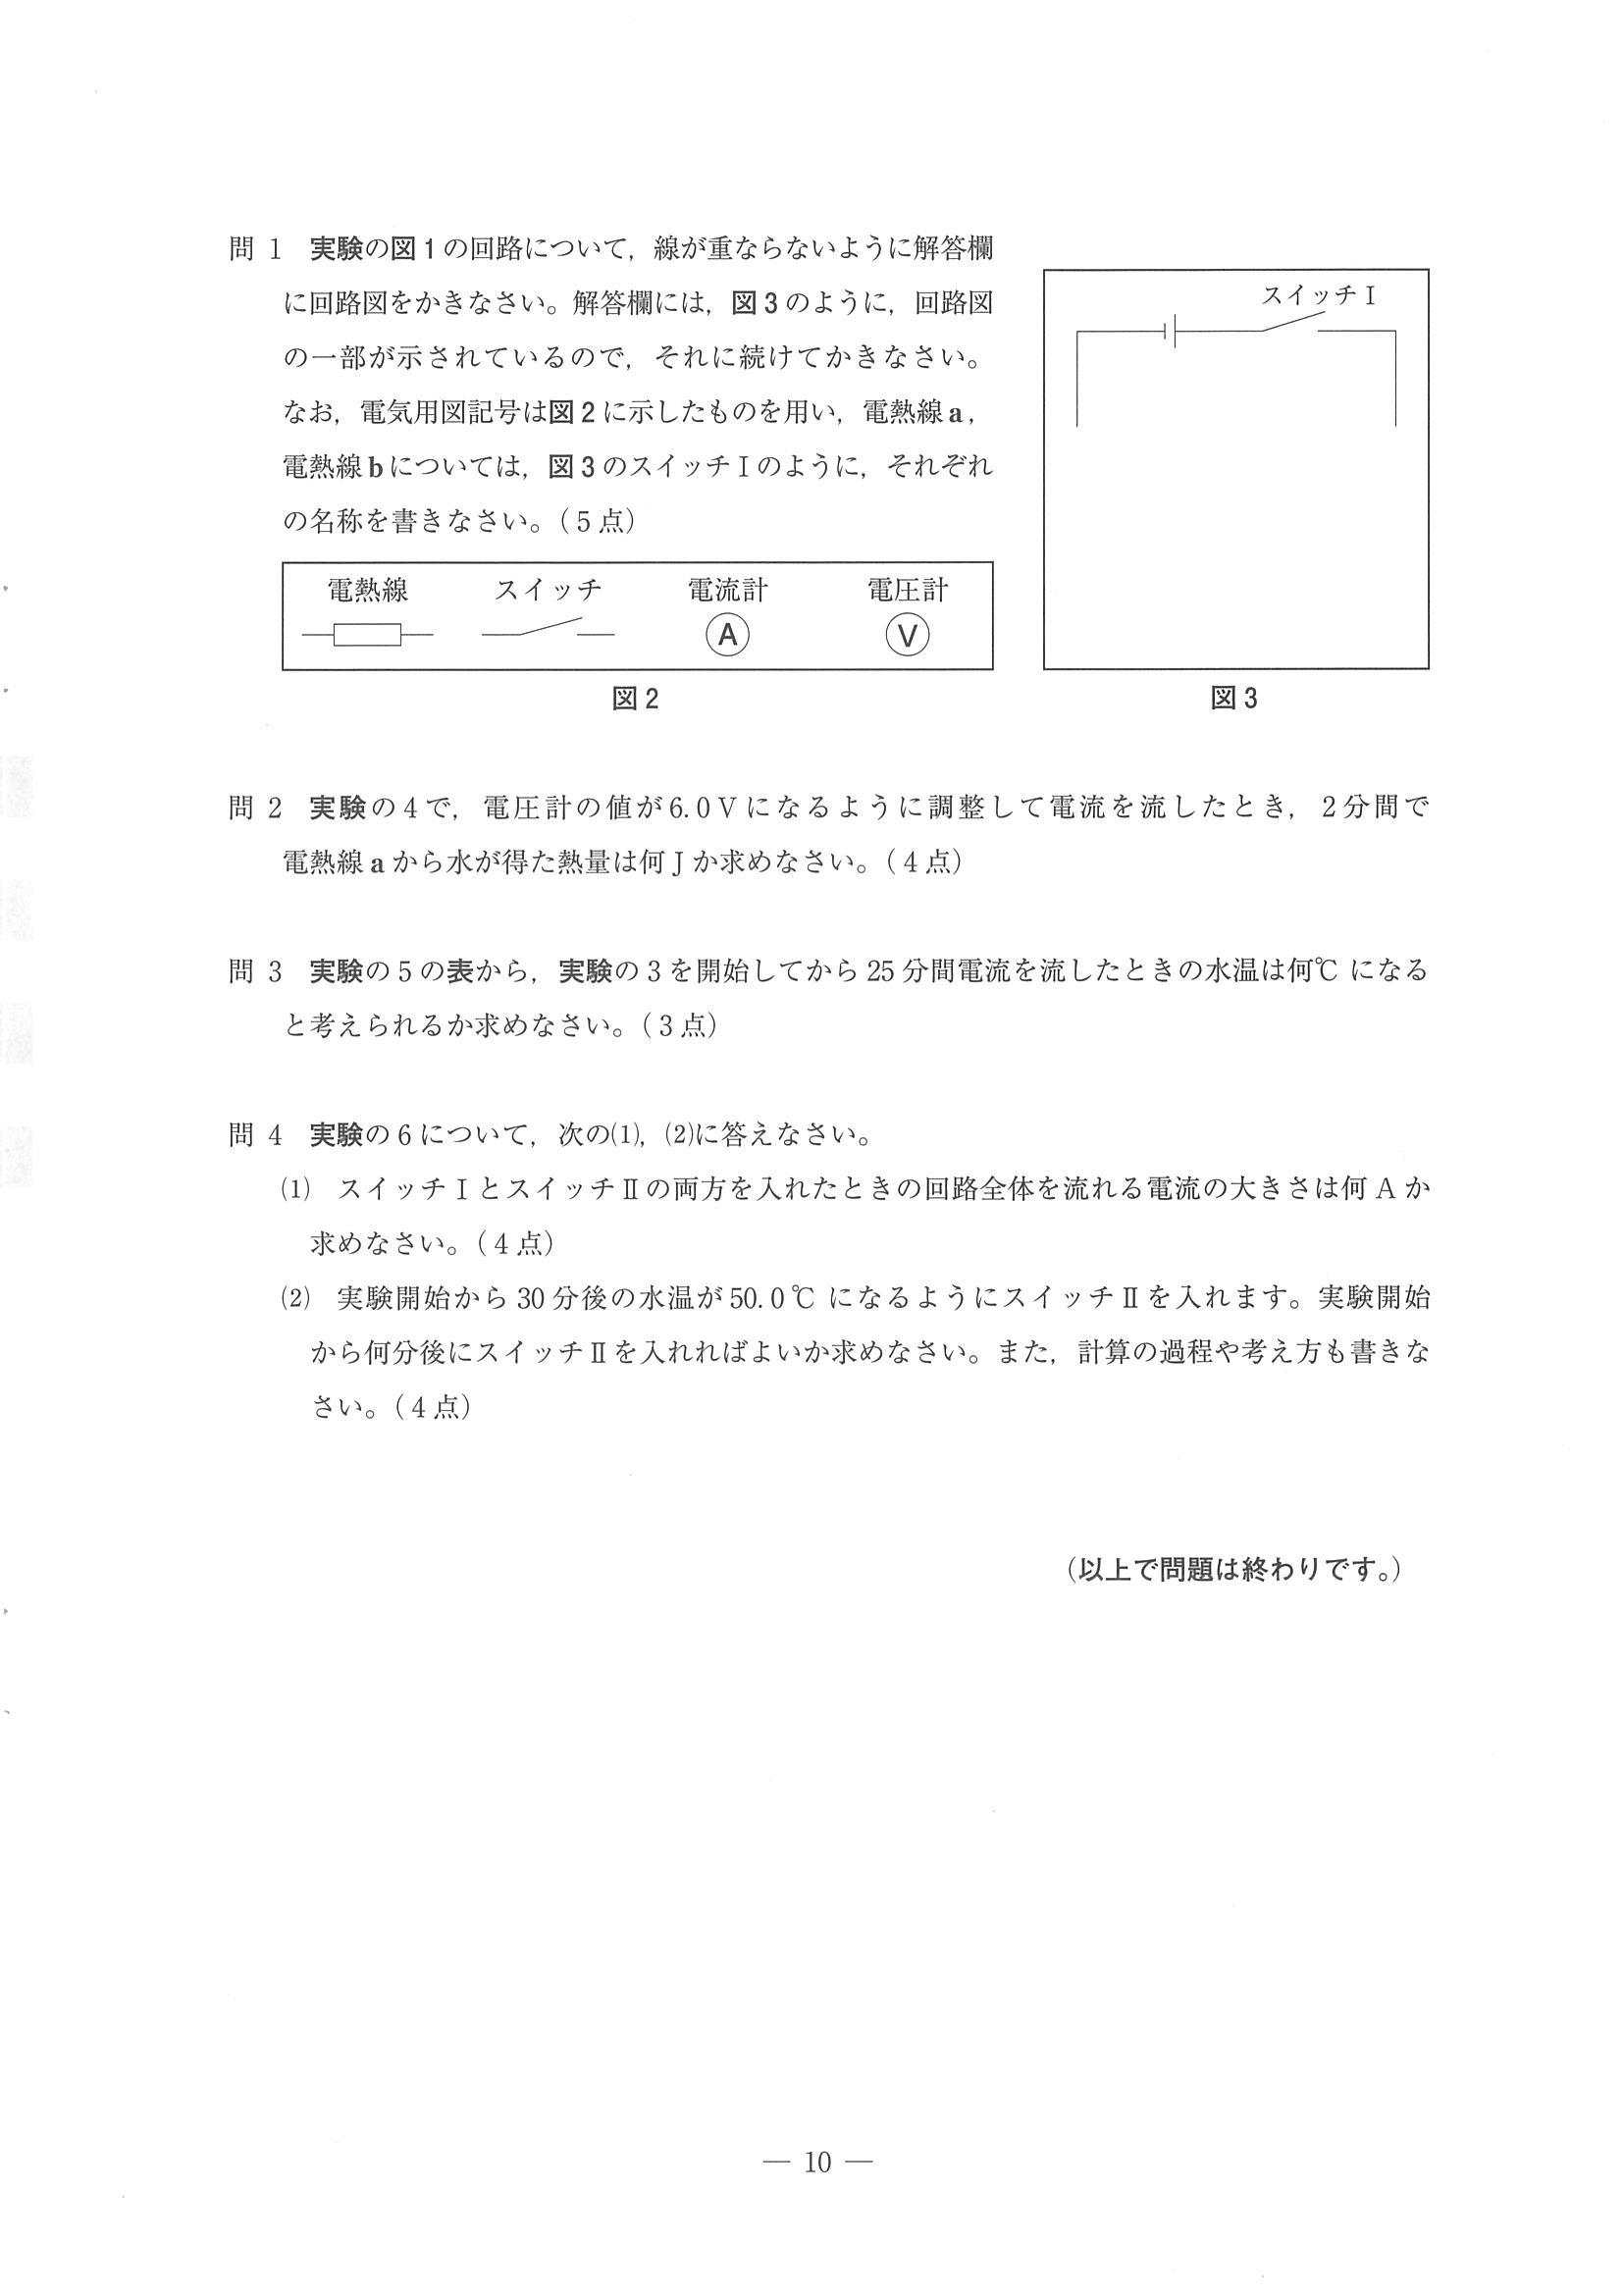 問 1　実験の図1の回路について，線が重ならないように解答欄
に回路図をかきなさい。解答欄には，図3のように，回路図
の一部が示されているので，それに続けてかきなさい。
なお，電気用図記号は図2に示したものを用い，電熱線a，
電熱線bについては，図3のスイッチⅠのように，それぞれ
の名称を書きなさい。（5点）
電熱線　スイッチ　電流計　電圧計
A　V
図2
スイッチⅠ
図3
問 2　実験の4で，電圧計の値が6.0Vになるように調整して電流を流したとき，2分間で
電熱線aから水が得た熱量は何Jか求めなさい。（4点）
問 3　実験の5の表から，実験の3を開始してから25分間電流を流したときの水温は何℃になる
と考えられるか求めなさい。（3点）
問 4　実験の6について，次の⑴，⑵に答えなさい。
⑴　スイッチⅠとスイッチⅡの両方を入れたときの回路全体を流れる電流の大きさは何Aか
求めなさい。（4点）
⑵　実験開始から30分後の水温が50.0℃になるようにスイッチⅡを入れます。実験開始
から何分後にスイッチⅡを入れればよいか求めなさい。また，計算の過程や考え方も書きな
さい。（4点）
（以上で問題は終わりです。）
— 10 —